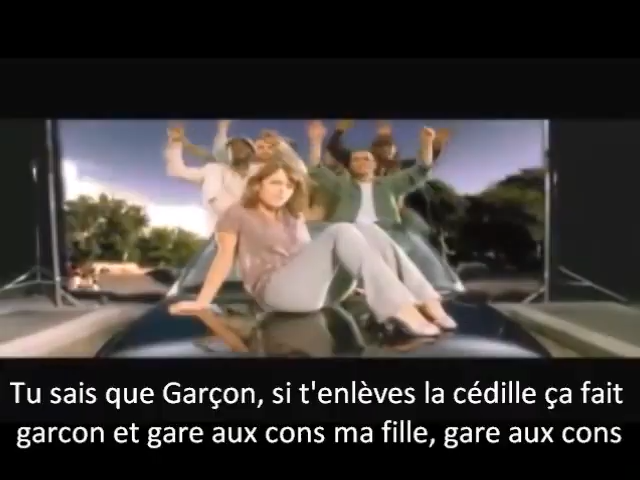 Tu sais que Garçon, si t'enlèves la cédille ça fait
garcon et gare aux cons ma fille, gare aux cons